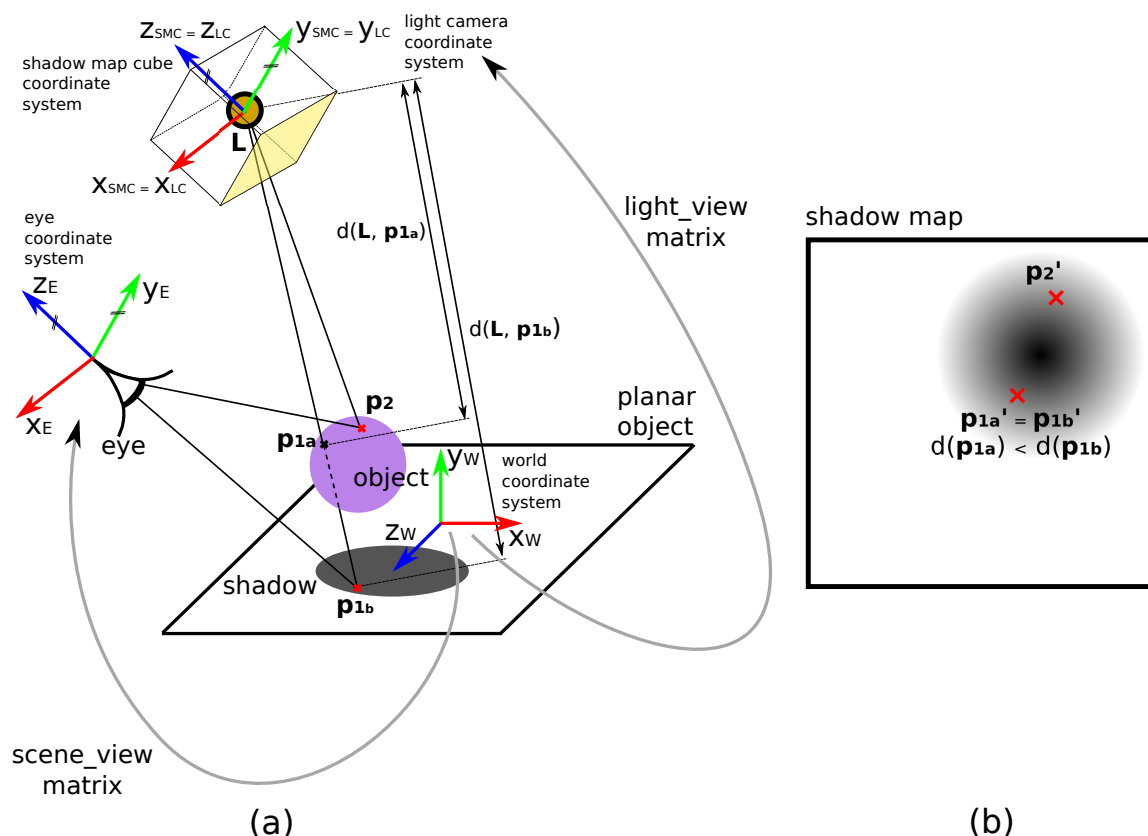 zSMC = zLC
ySMC = yLC
light camera
coordinate
system
shadow map cube
coordinate
system
L
xSMC = xLC
eye
coordinate
system
zE
yE
xE
eye
d(L, p1a)
d(L, p1b)
light_view
matrix
p2
p1a
object
planar
object
yW
world
coordinate
system
xW
zW
shadow
p1b
scene_view
matrix
(a)
shadow map
p2'
p1a' = p1b'
d(p1a) < d(p1b)
(b)